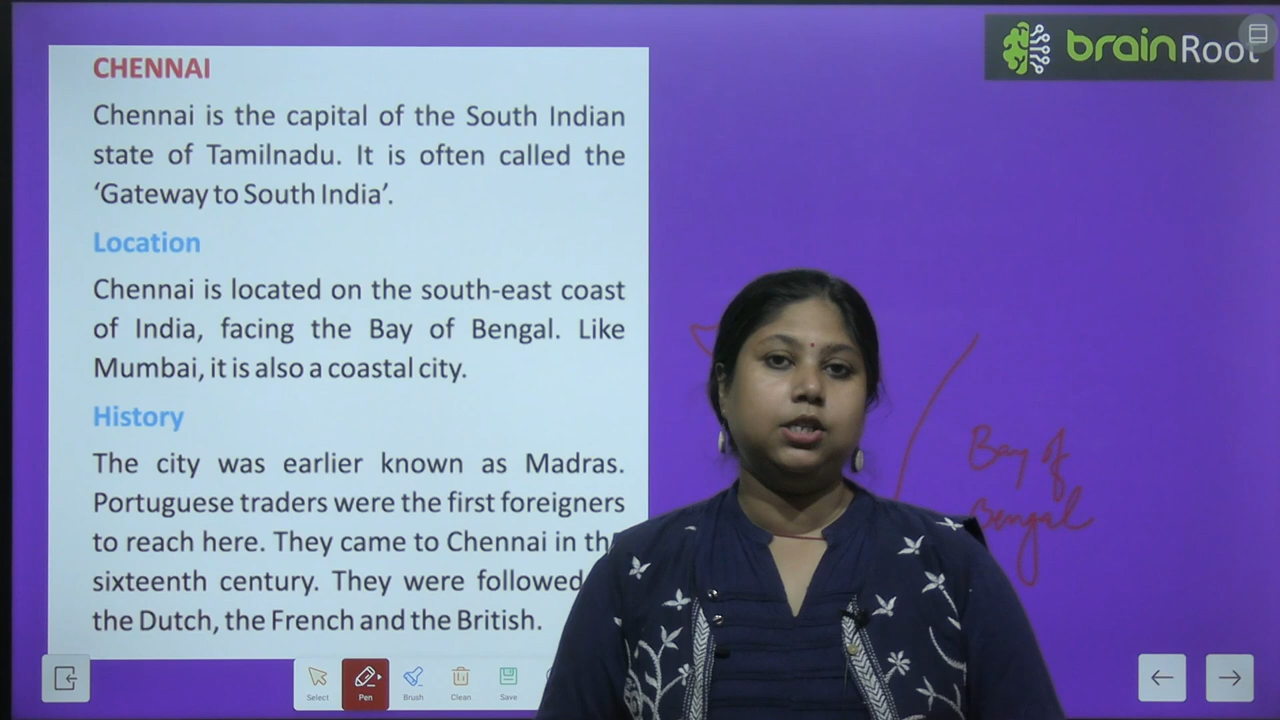 CHENNAI
Chennai is the capital of the South Indian
state of Tamilnadu. It is often called the
‘Gateway to South India’.
Location
Chennai is located on the south-east coast
of India, facing the Bay of Bengal. Like
Mumbai, it is also a coastal city.
History
The city was earlier known as Madras.
Portuguese traders were the first foreigners
to reach here. They came to Chennai in th
sixteenth century. They were followed
the Dutch, the French and the British.
brainRoot
Bay of
Bengal
Select
Pen
Brush
Clean
Save